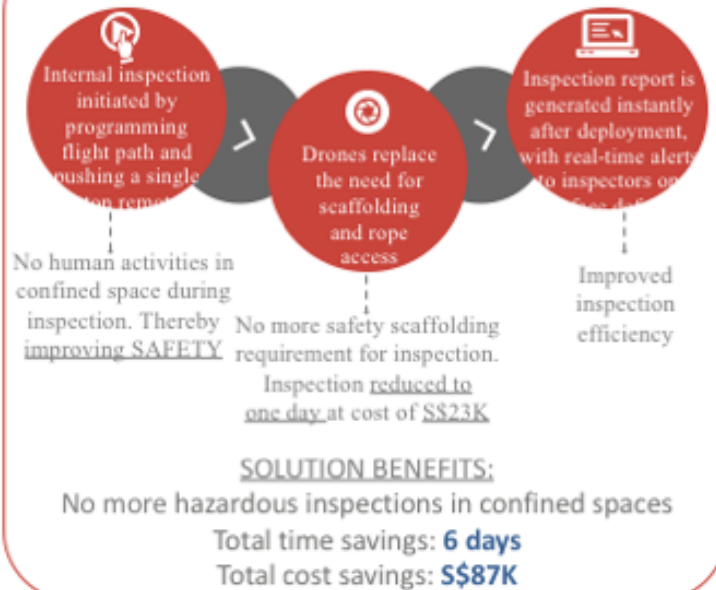 Internal inspection
initiated by
programming
flight path and
pushing a single
Drones replace
the need for
scaffolding
and rope
access
Inspection report is
generated instantly
after deployment,
with real-time alerts
to inspectors on
No human activities in
confined space during
inspection. Thereby
improving SAFETY
No more safety scaffolding
requirement for inspection.
Inspection reduced to
one day at cost of S$23K
Improved
inspection
efficiency
SOLUTION BENEFITS:
No more hazardous inspections in confined spaces
Total time savings: 6 days
Total cost savings: S$87K